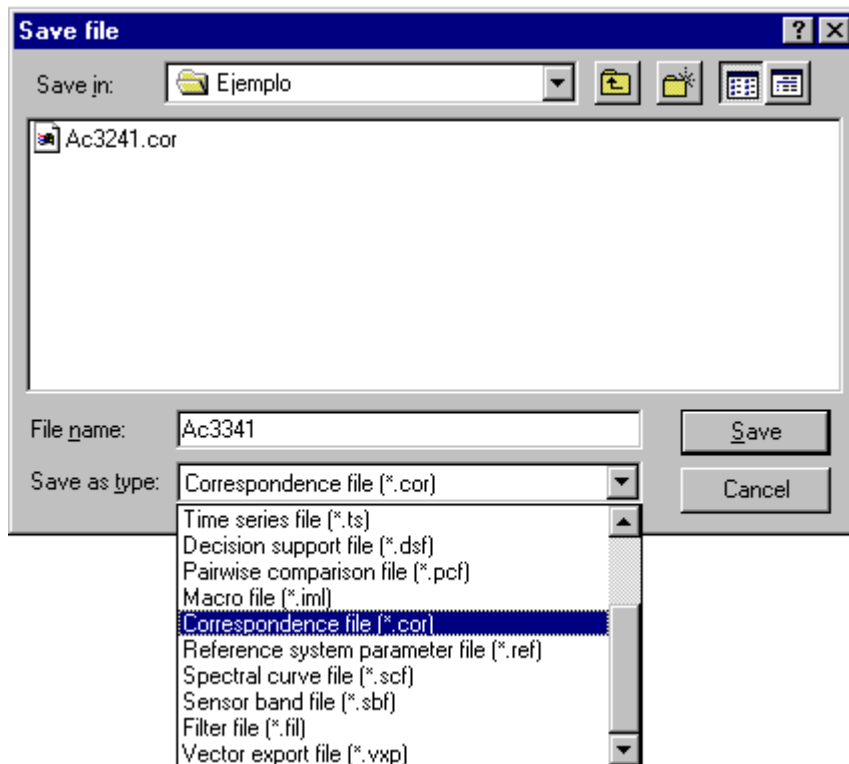 Save file
Save in: Ejemplo
Ac3241.cor
File name: Ac3341 Save
Save as type: Correspondence file (*.cor) Cancel
Time series file (*.ts)
Decision support file (*.dsf)
Pairwise comparison file (*.pcf)
Macro file (*.iml)
Correspondence file (*.cor)
Reference system parameter file (*.ref)
Spectral curve file (*.scf)
Sensor band file (*.sbf)
Filter file (*.fil)
Vector export file (*.vxp)